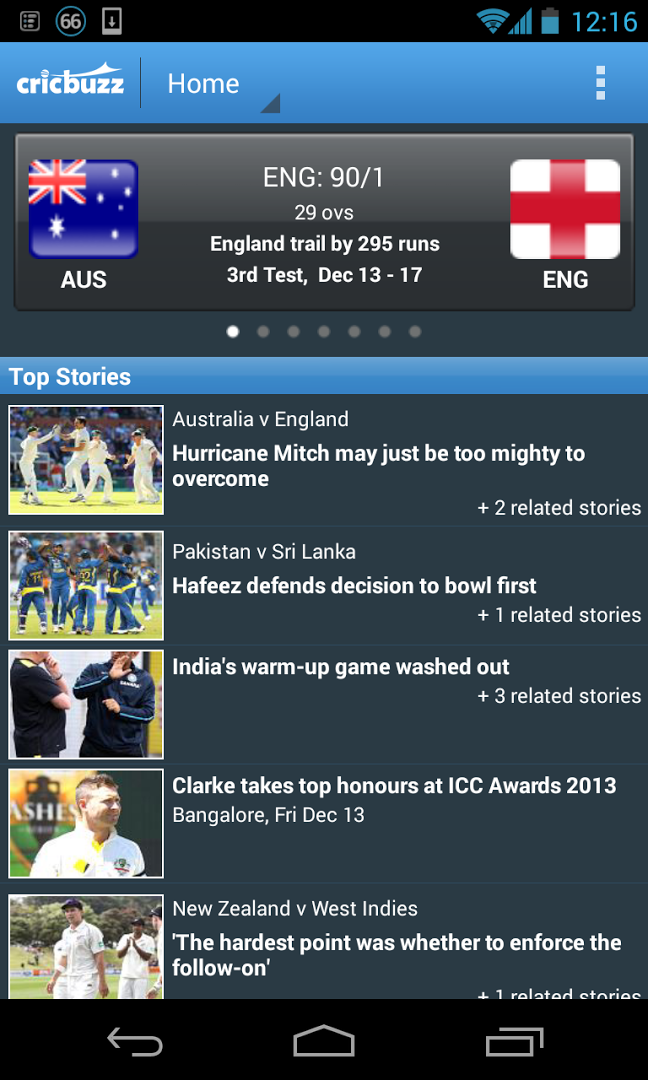 66
12:16
cricbuzz
Home
ENG: 90/1
29 ovs
England trail by 295 runs
3rd Test, Dec 13 - 17
AUS
ENG
Top Stories
Australia v England
Hurricane Mitch may just be too mighty to
overcome
+ 2 related stories
Pakistan v Sri Lanka
Hafeez defends decision to bowl first
+ 1 related stories
India's warm-up game washed out
+ 3 related stories
ASHES
Clarke takes top honours at ICC Awards 2013
Bangalore, Fri Dec 13
New Zealand v West Indies
'The hardest point was whether to enforce the
follow-on'
+ 1 related stories